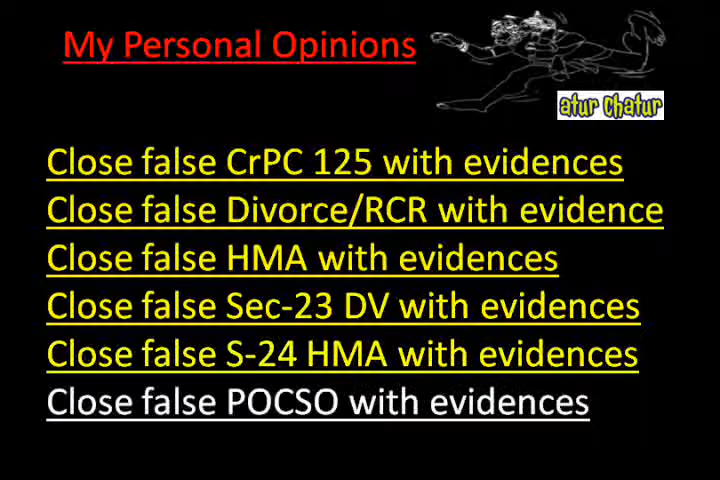 My Personal Opinions
atur Chatur
Close false CrPC 125 with evidences
Close false Divorce/RCR with evidence
Close false HMA with evidences
Close false Sec-23 DV with evidences
Close false S-24 HMA with evidences
Close false POCSO with evidences